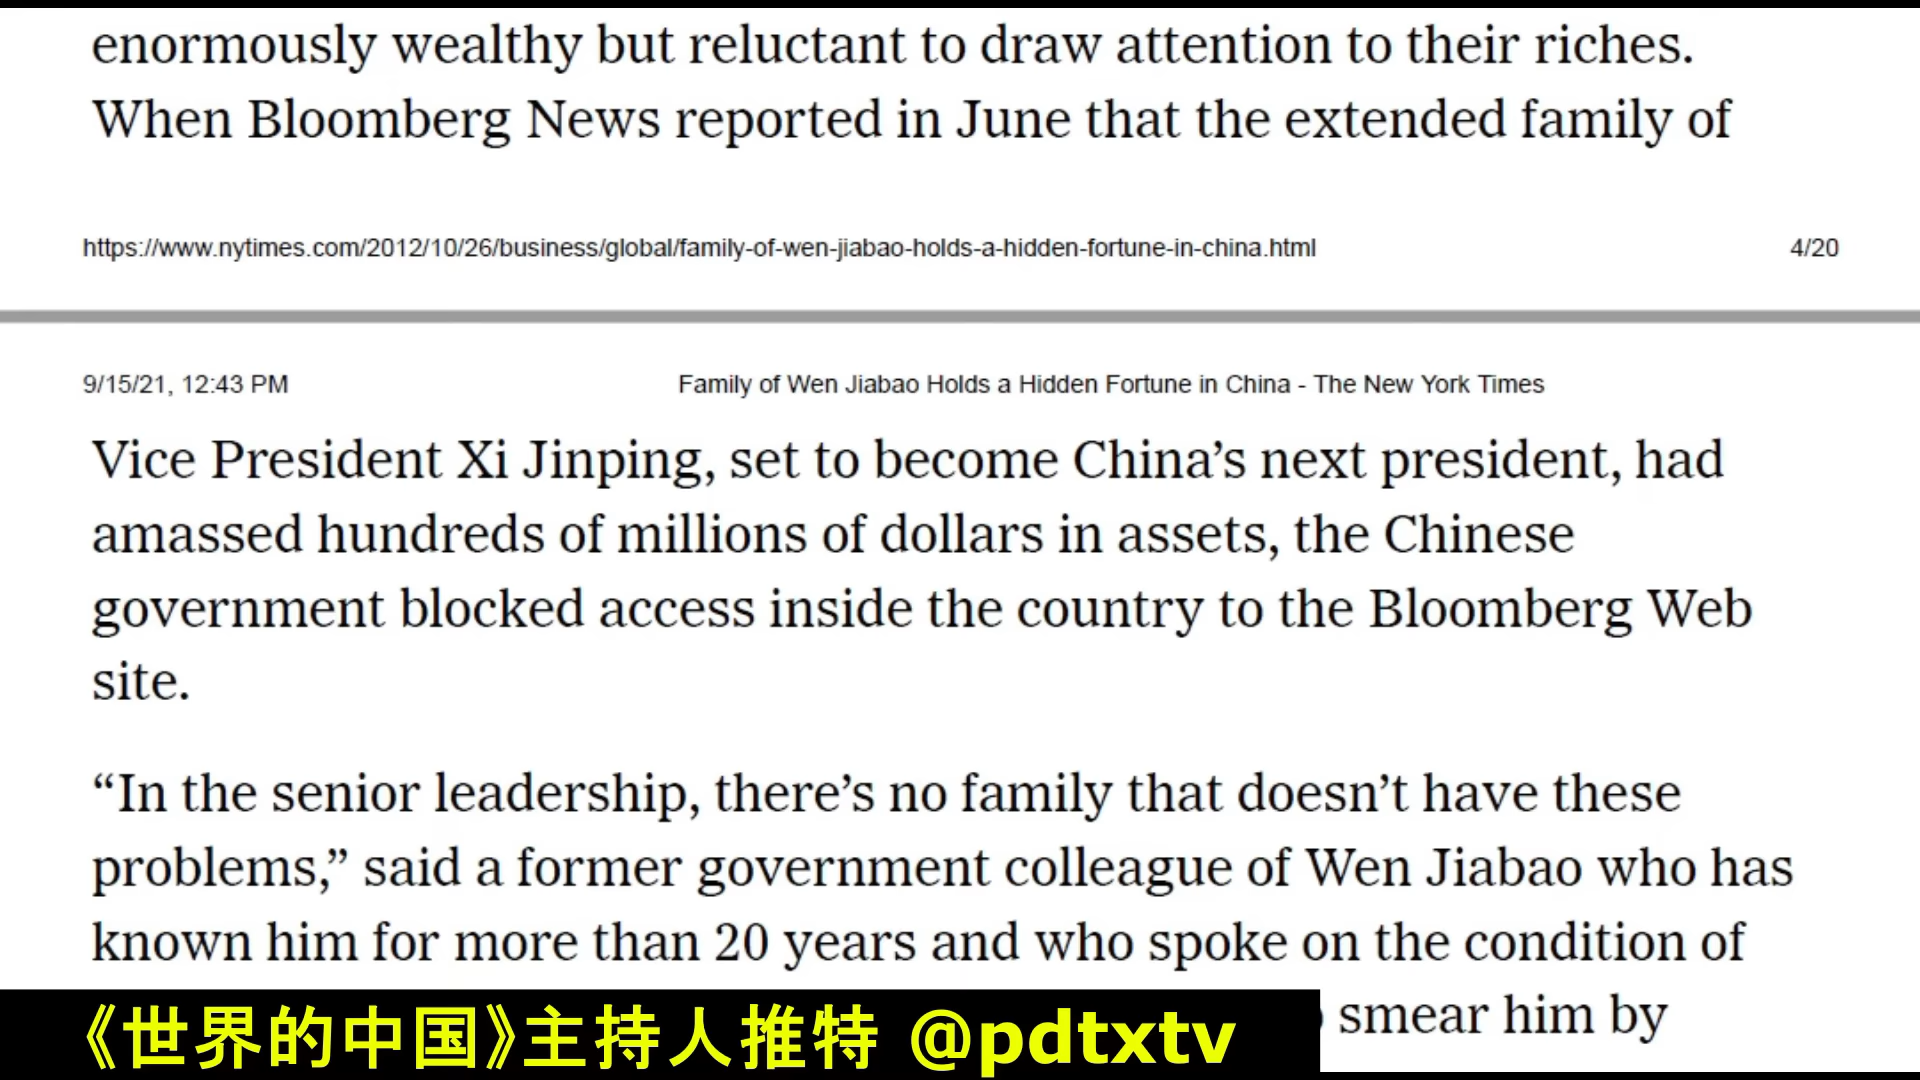 enormously wealthy but reluctant to draw attention to their riches.
When Bloomberg News reported in June that the extended family of
https://www.nytimes.com/2012/10/26/business/global/family-of-wen-jiabao-holds-a-hidden-fortune-in-china.html 4/20
9/15/21, 12:43 PM Family of Wen Jiabao Holds a Hidden Fortune in China - The New York Times
Vice President Xi Jinping, set to become China’s next president, had
amassed hundreds of millions of dollars in assets, the Chinese
government blocked access inside the country to the Bloomberg Web
site.
“In the senior leadership, there’s no family that doesn’t have these
problems,” said a former government colleague of Wen Jiabao who has
known him for more than 20 years and who spoke on the condition of
smear him by
《世界的中国》主持人推特 @pdtxtv